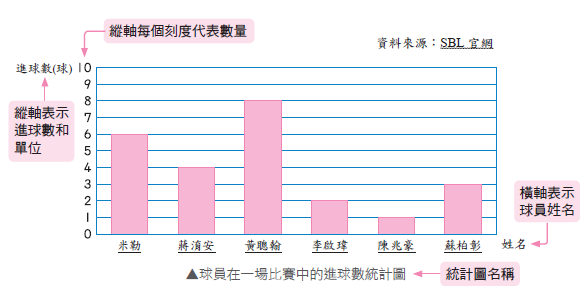 縱軸每個刻度代表數量
資料來源：SBL 官網
進球數(球)
10
9
8
7
6
5
4
3
2
1
0
縱軸表示
進球數和
單位
米勒 蔣淯安 黃聰翰 李啟瑋 陳兆豪 蘇柏彰 姓名
橫軸表示
球員姓名
▲球員在一場比賽中的進球數統計圖
統計圖名稱